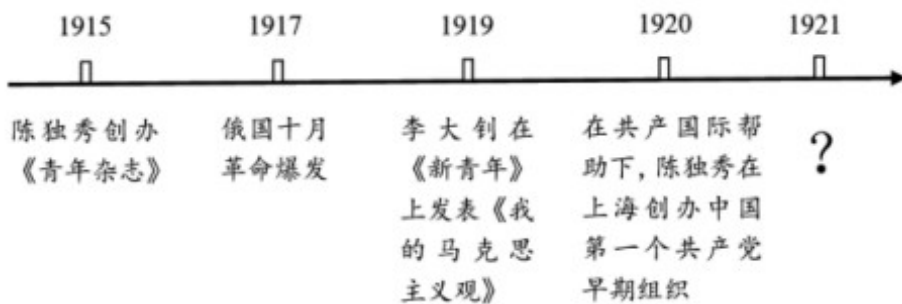 1915
1917
1919
1920
1921
陈独秀创办
《青年杂志》
俄国十月
革命爆发
李大钊在
《新青年》
上发表《我
的马克思
主义观》
在共产国际帮
助下,陈独秀在
上海创办中国
第一个共产党
早期组织
?